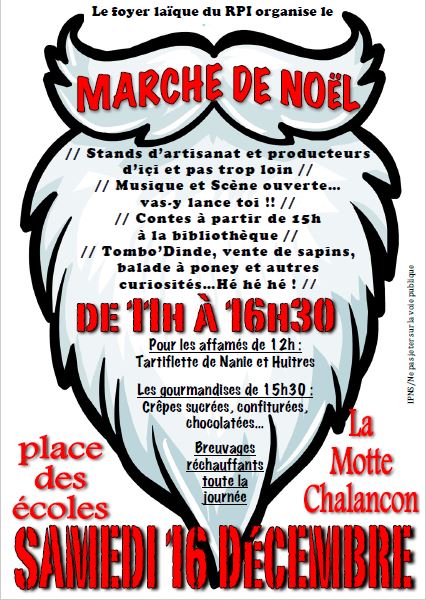 Le foyer laïque du RPI organise le
MARCHE DE NOËL
// Stands d'artisanat et producteurs
d'içi et pas trop loin //
// Musique et Scène ouverte...
vas-y lance toi !! //
// Contes à partir de 15h
à la bibliothèque //
// Tombo'Dinde, vente de sapins,
balade à poney et autres
curiosités...Hé hé hé ! //
DE 11H À 16H30
Pour les affamés de 12h :
Tartiflette de Nanie et Huitres
Les gourmandises de 15h30 :
Crêpes sucrées, confiturées,
chocolatées...
Breuvages
réchauffants
toute la
journée
place
des
écoles
La
Motte
Chalancon
SAMEDI 16 DÉCEMBRE
IPNS/Ne pas jeter sur la voie publique